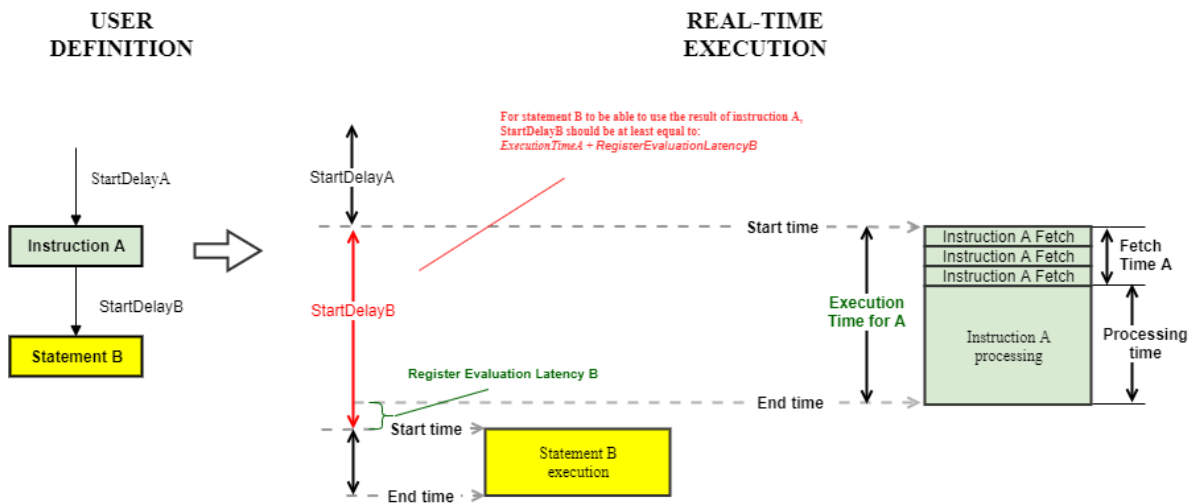 USER
DEFINITION
REAL-TIME
EXECUTION
For statement B to be able to use the result of instruction A,
StartDelayB should be at least equal to:
ExecutionTimeA + RegisterEvaluationLatencyB
StartDelayA
Instruction A
StartDelayB
Statement B
StartDelayA
StartDelayB
Register Evaluation Latency B
Start time
End time
Start time
End time
Statement B
execution
Execution
Time for A
Instruction A Fetch
Instruction A Fetch
Instruction A Fetch
Instruction A
processing
Fetch
Time A
Processing
time